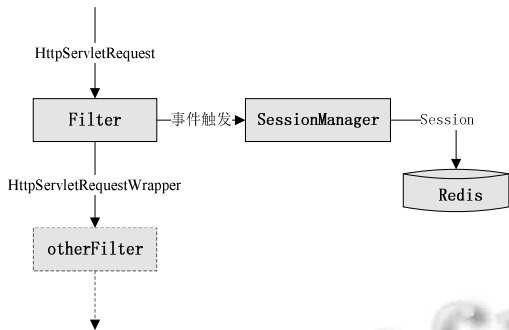 HttpServletRequest
Filter
事件触发
SessionManager
Session
HttpServletRequestWrapper
Redis
otherFilter